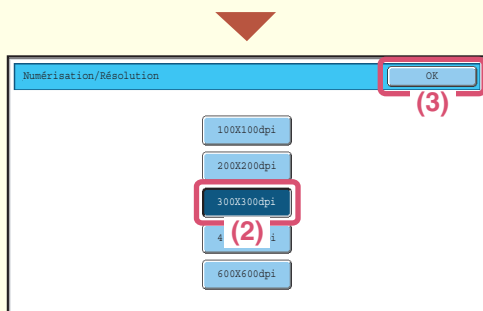 Numérisation/Résolution
OK
(3)
100X100dpi
200X200dpi
300X300dpi
(2)
600X600dpi